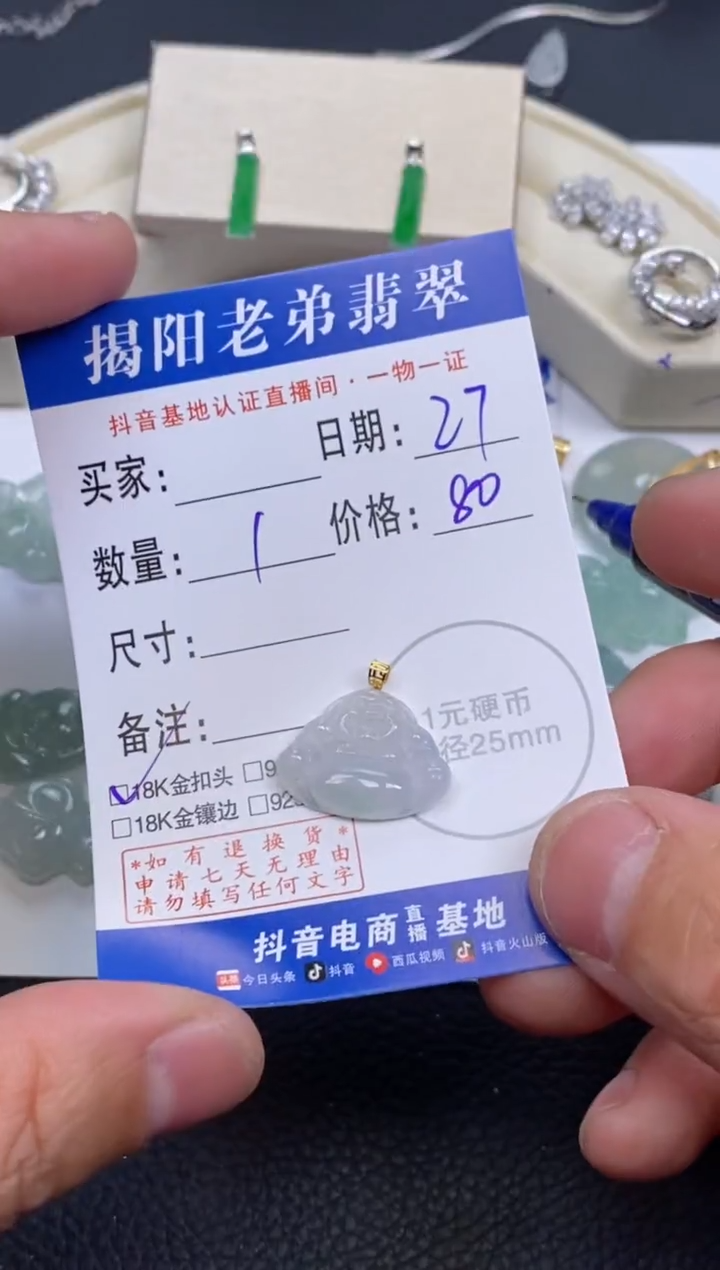 揭阳老弟翡翠
抖音基地认证直播间·一物一证
买家: 日期: 27
数量: 1 价格: 80
尺寸:
备注: 1元硬币
径25mm
18K金扣头 9
18K金镶边 92
*如有退换货*
申请七天无理由
请勿填写任何文字
抖音电商直播基地
头条 今日头条 抖音 西瓜视频 抖音火山版